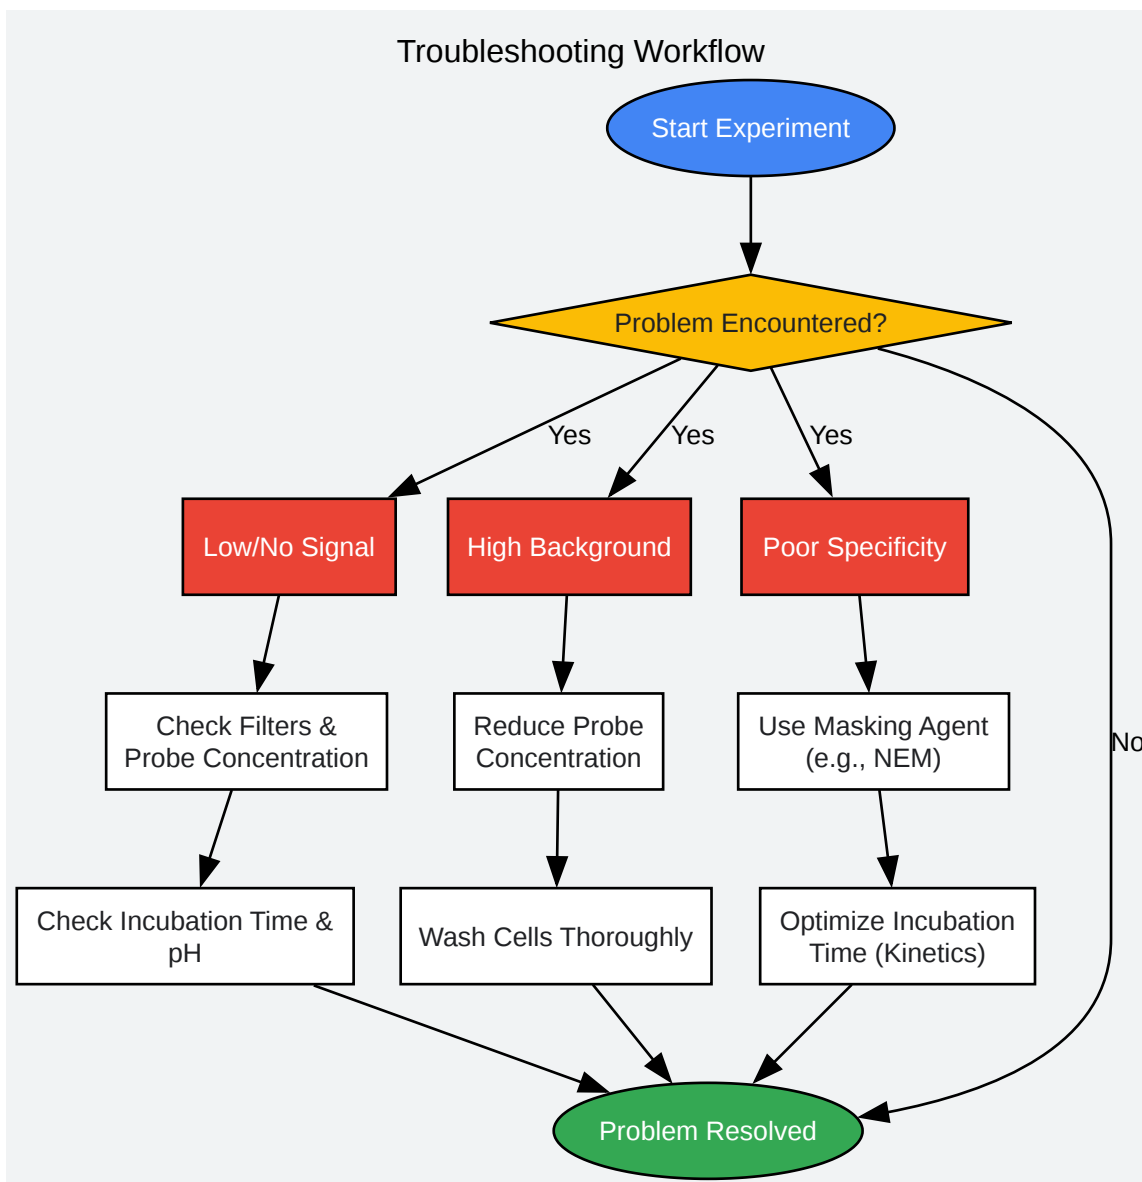 Troubleshooting Workflow
Start Experiment
Problem Encountered?
Yes
Yes
Yes
Low/No Signal
High Background
Poor Specificity
Check Filters &
Probe Concentration
Reduce Probe
Concentration
Use Masking Agent
(e.g., NEM)
No
Check Incubation Time &
pH
Wash Cells Thoroughly
Optimize Incubation
Time (Kinetics)
Problem Resolved